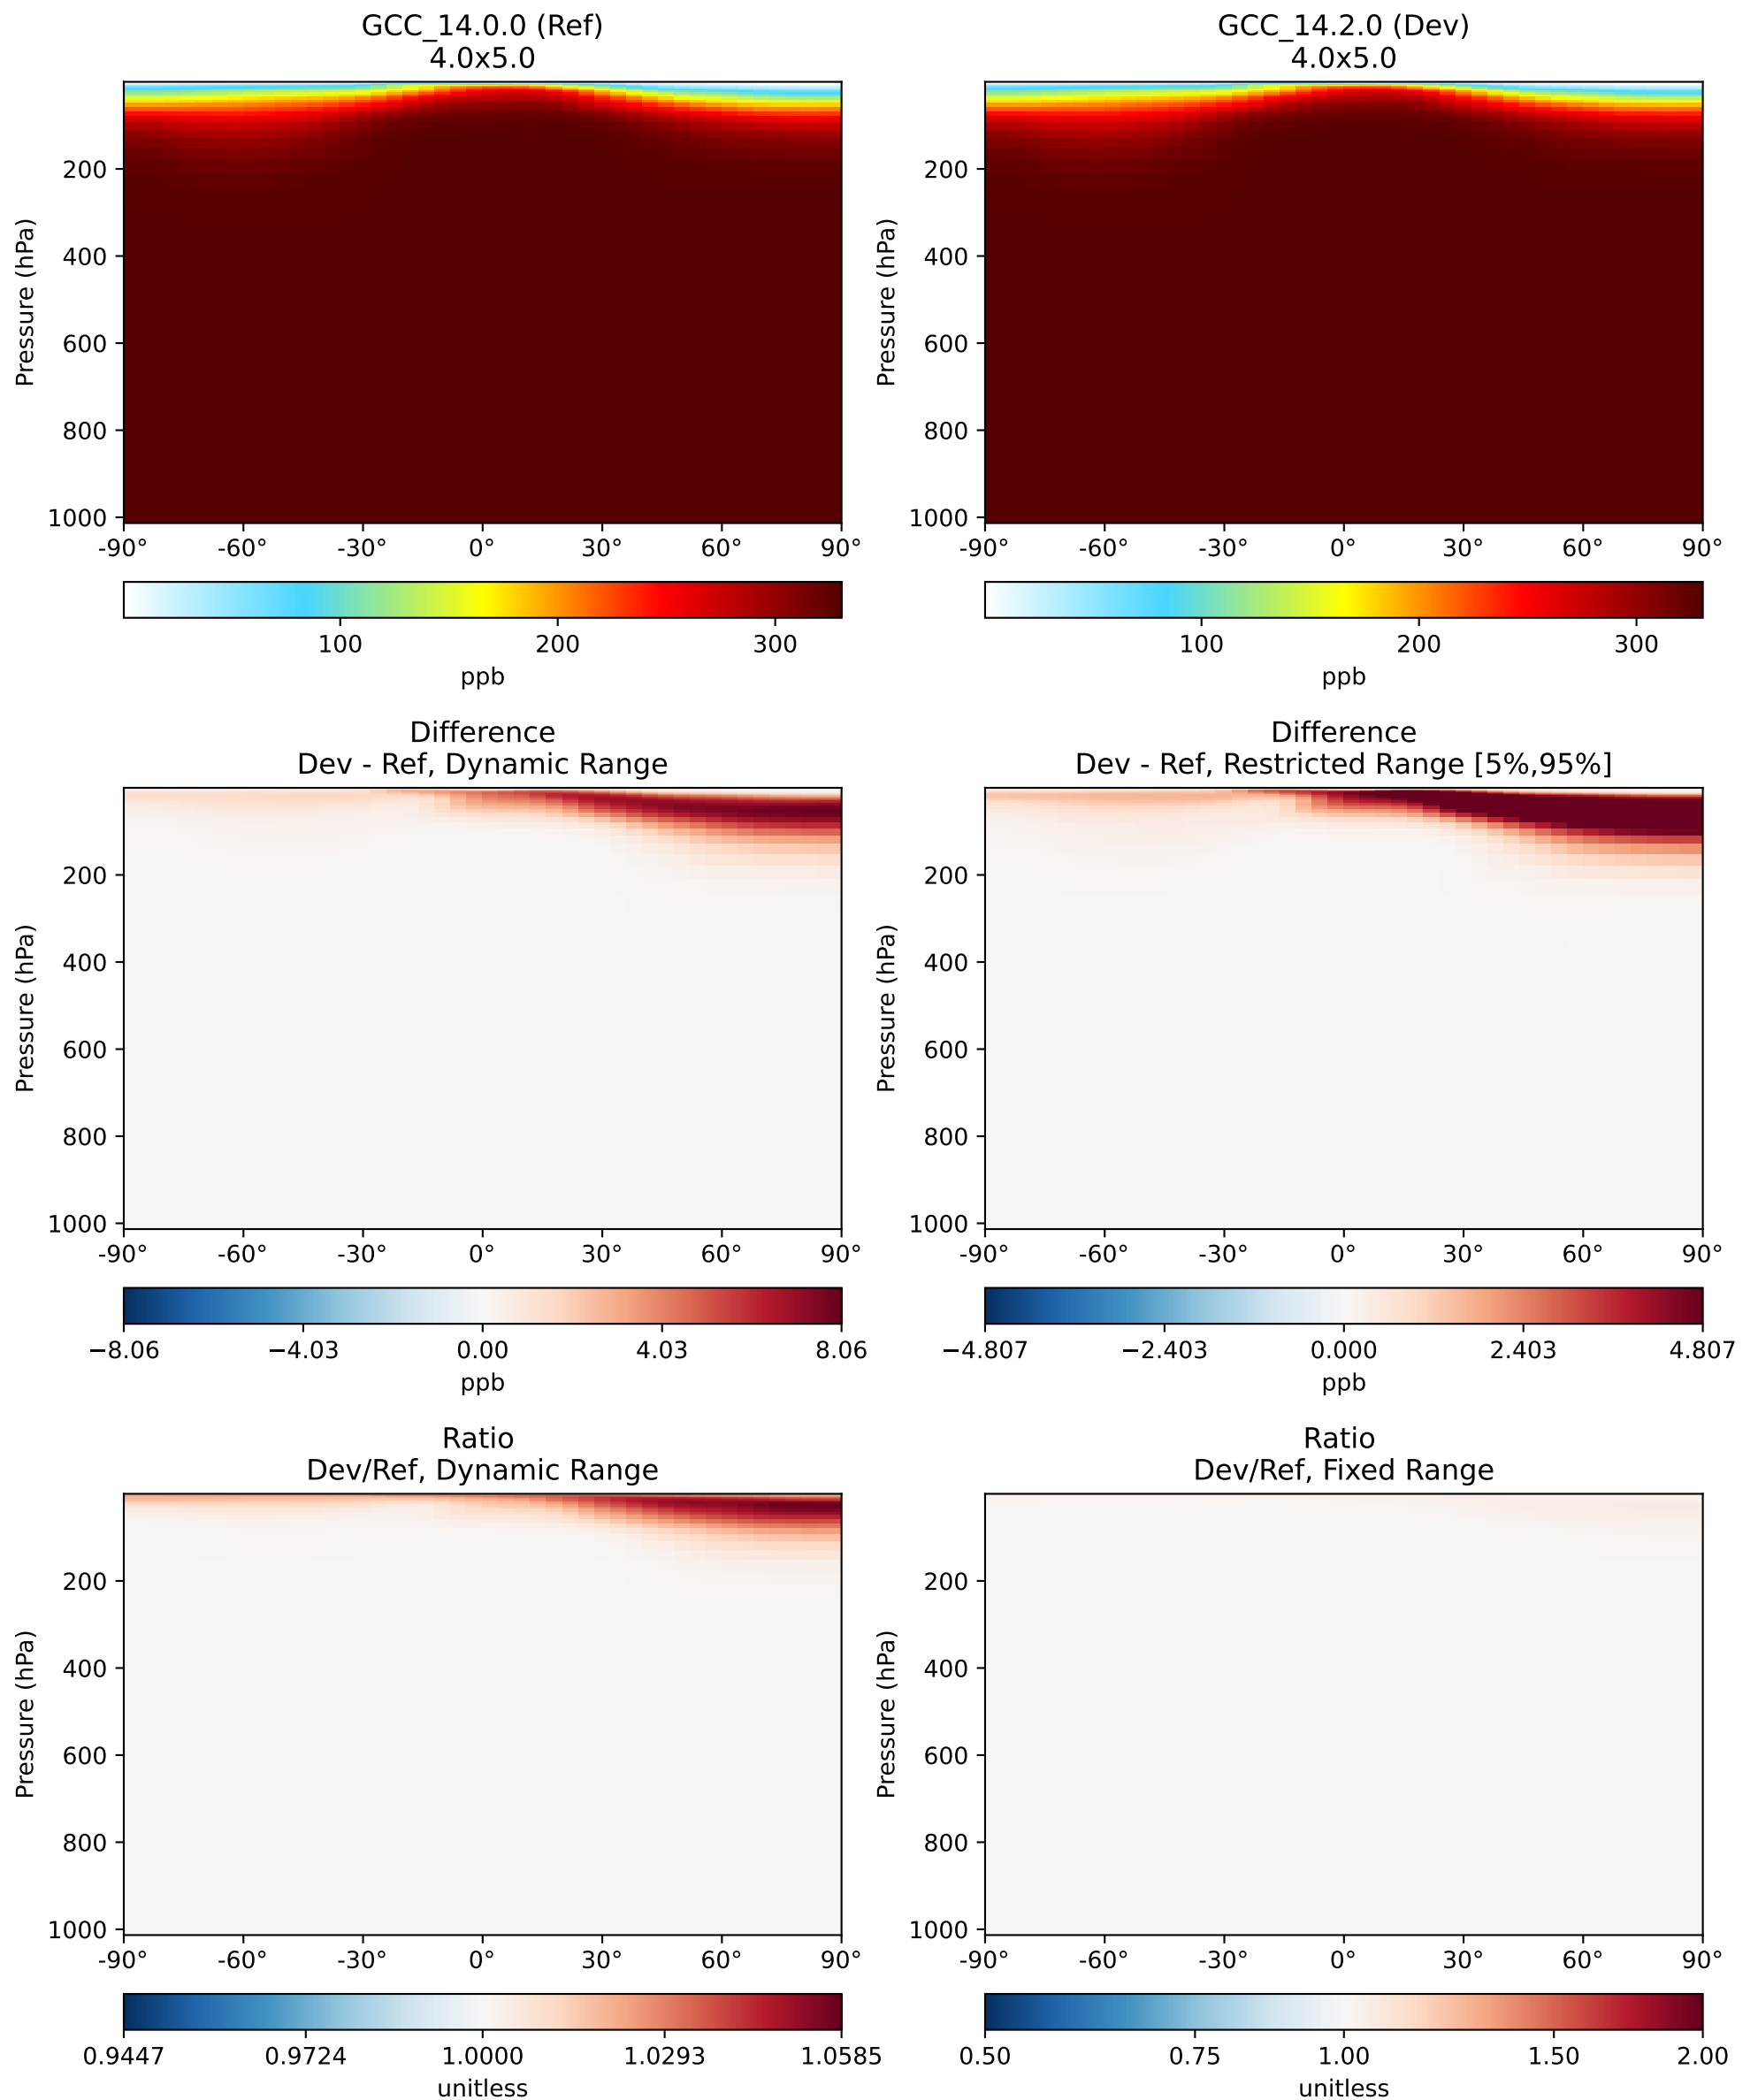 GCC_14.0.0 (Ref)
4.0x5.0
Pressure (hPa)
200
400
600
800
1000
-90° -60° -30° 0° 30° 60° 90°
100 200 300
ppb
GCC_14.2.0 (Dev)
4.0x5.0
Pressure (hPa)
200
400
600
800
1000
-90° -60° -30° 0° 30° 60° 90°
100 200 300
ppb
Difference
Dev - Ref, Dynamic Range
Pressure (hPa)
200
400
600
800
1000
-90° -60° -30° 0° 30° 60° 90°
−8.06 −4.03 0.00 4.03 8.06
ppb
Difference
Dev - Ref, Restricted Range [5%,95%]
Pressure (hPa)
200
400
600
800
1000
-90° -60° -30° 0° 30° 60° 90°
−4.807 −2.403 0.000 2.403 4.807
ppb
Ratio
Dev/Ref, Dynamic Range
Pressure (hPa)
200
400
600
800
1000
-90° -60° -30° 0° 30° 60° 90°
0.9447 0.9724 1.0000 1.0293 1.0585
unitless
Ratio
Dev/Ref, Fixed Range
Pressure (hPa)
200
400
600
800
1000
-90° -60° -30° 0° 30° 60° 90°
0.50 0.75 1.00 1.50 2.00
unitless